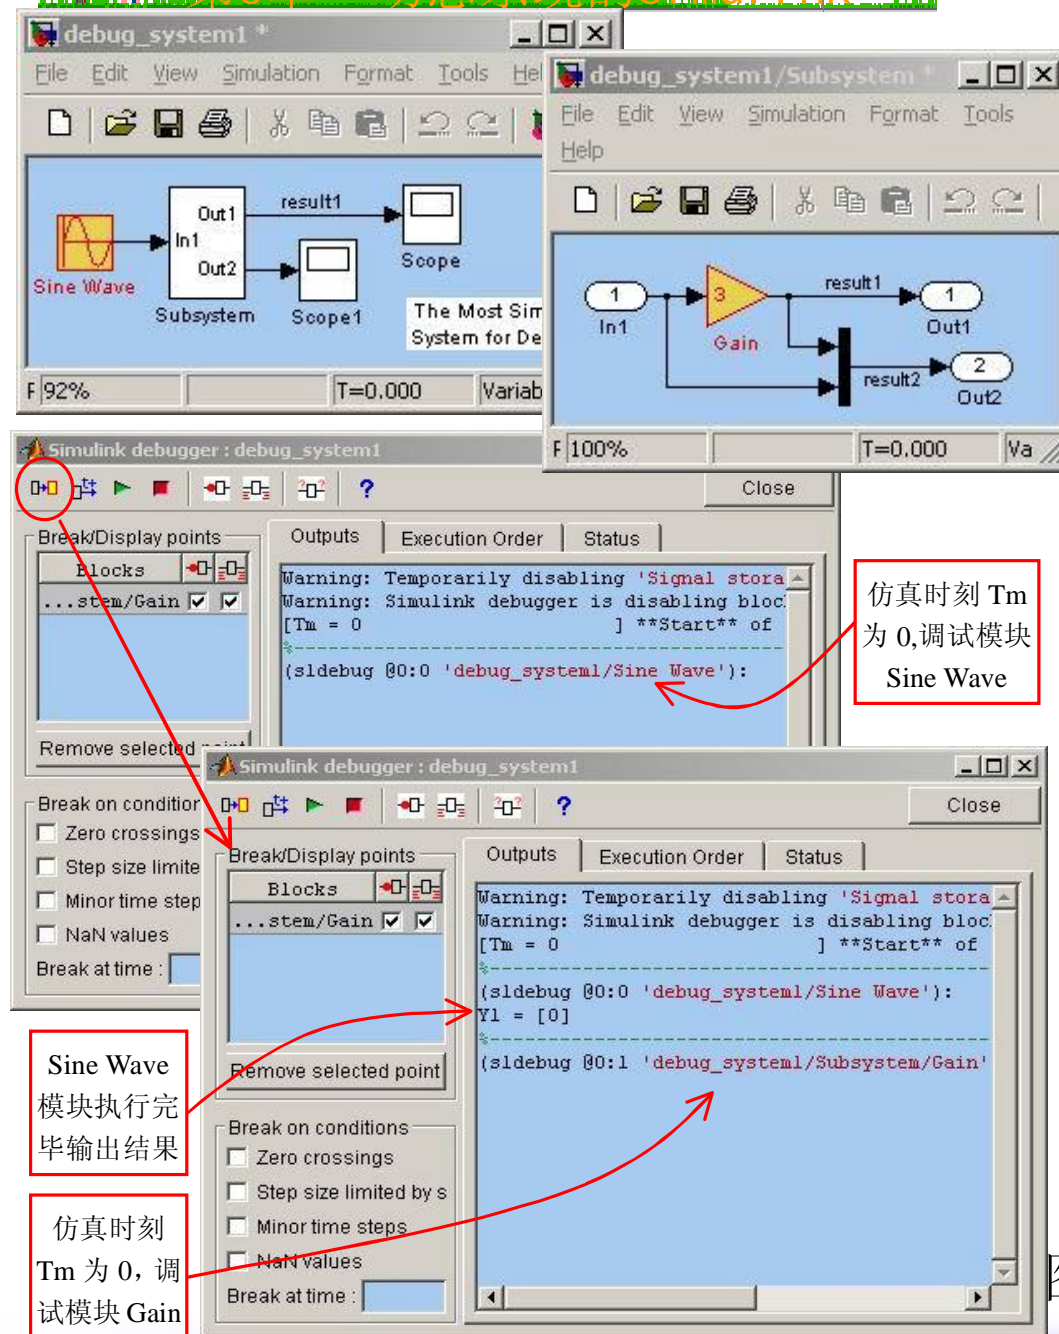 debug_system1 *
File Edit View Simulation Format Tools Hel
Out1
In1
Out2
result1
Scope
Sine Wave
Subsystem
Scope1
The Most Sim
System for De
F 92%
T=0.000
Variab
debug_system1/Subsystem *
File Edit View Simulation Format Tools
Help
1
In1
3
Gain
result1
1
Out1
result2
2
Out2
F 100%
T=0.000
Va
Simulink debugger : debug_system1
?
Close
Break/Display points
Blocks
...stem/Gain
Remove selected point
Outputs
Execution Order
Status
Warning: Temporarily disabling 'Signal stora
Warning: Simulink debugger is disabling bloc
[Tm = 0 ] **Start** of
%-----------------------------------------
(sldebug @0:0 'debug_system1/Sine Wave'):
仿真时刻 Tm
为 0,调试模块
Sine Wave
Break on condition
Zero crossings
Step size limite
Minor time step
NaN values
Break at time :
Simulink debugger : debug_system1
?
Close
Break/Display points
Blocks
...stem/Gain
Remove selected point
Break on conditions
Zero crossings
Step size limited by s
Minor time steps
NaN values
Break at time :
Outputs
Execution Order
Status
Warning: Temporarily disabling 'Signal stora
Warning: Simulink debugger is disabling bloc
[Tm = 0 ] **Start** of
%-----------------------------------------
(sldebug @0:0 'debug_system1/Sine Wave'):
Y1 = [0]
%-----------------------------------------
(sldebug @0:1 'debug_system1/Subsystem/Gain'
Sine Wave
模块执行完
毕输出结果
仿真时刻
Tm 为 0，调
试模块 Gain